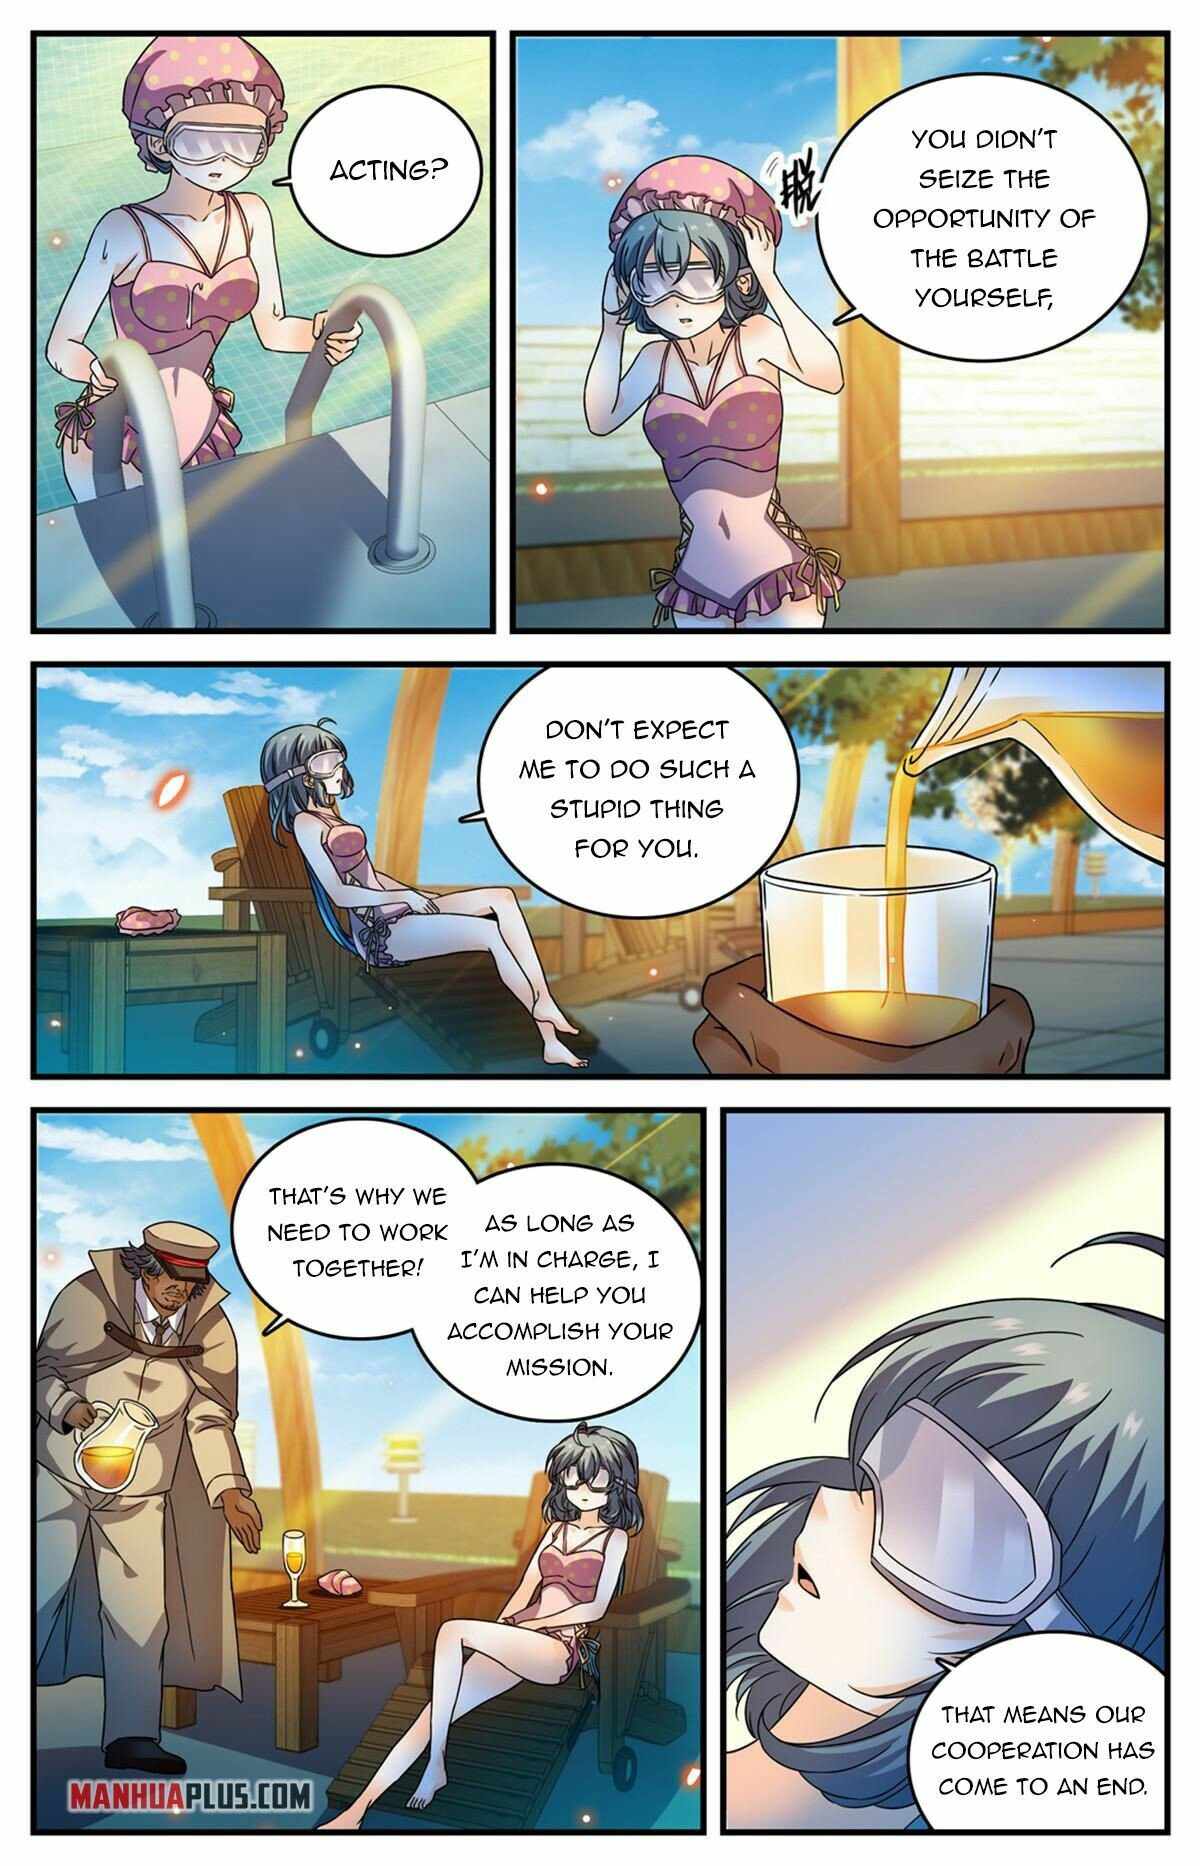 ACTING?
YOU DIDN'T
SEIZE THE
OPPORTUNITY OF
THE BATTLE
YOURSELF,
脱
DON'T EXPECT
ME TO DO SUCH A
STUPID THING
FOR YOU.
THAT'S WHY WE
NEED TO WORK
TOGETHER!
AS LONG AS
I'M IN CHARGE, I
CAN HELP YOU
ACCOMPLISH YOUR
MISSION.
THAT MEANS OUR
COOPERATION HAS
COME TO AN END.
MANHUAPLUS.COM